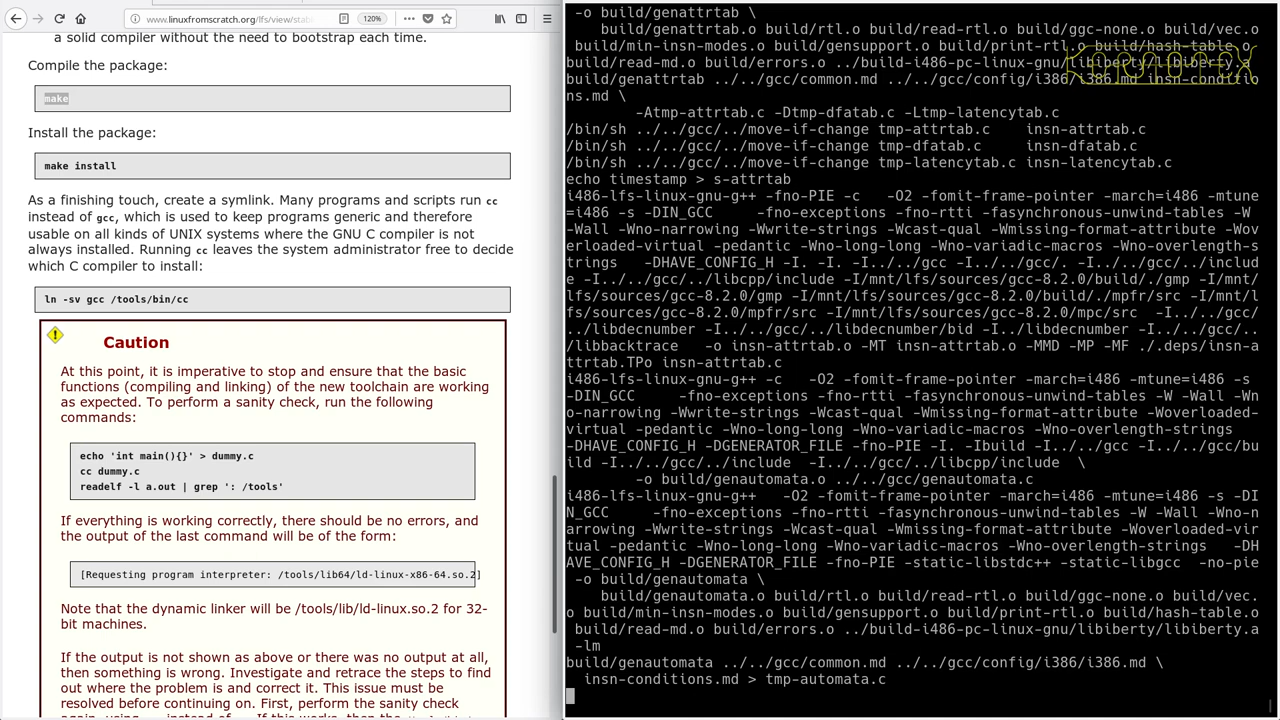 www.linuxfromscratch.org/lfs/view/stab
120%
a solid compiler without the need to bootstrap each time.
Compile the package:
make
Install the package:
make install
As a finishing touch, create a symlink. Many programs and scripts run cc
instead of gcc, which is used to keep programs generic and therefore
usable on all kinds of UNIX systems where the GNU C compiler is not
always installed. Running cc leaves the system administrator free to decide
which C compiler to install:
ln -sv gcc /tools/bin/cc
Caution
At this point, it is imperative to stop and ensure that the basic
functions (compiling and linking) of the new toolchain are working
as expected. To perform a sanity check, run the following
commands:
echo 'int main(){}' > dummy.c
cc dummy.c
readelf -l a.out | grep ': /tools'
If everything is working correctly, there should be no errors, and
the output of the last command will be of the form:
[Requesting program interpreter: /tools/lib64/ld-linux-x86-64.so.2]
Note that the dynamic linker will be /tools/lib/ld-linux.so.2 for 32-
bit machines.
If the output is not shown as above or there was no output at all,
then something is wrong. Investigate and retrace the steps to find
out where the problem is and correct it. This issue must be
resolved before continuing on. First, perform the sanity check
-o build/genattrtab \
build/genattrtab.o build/rtl.o build/read-rtl.o build/ggc-none.o build/vec.o
build/min-insn-modes.o build/gensupport.o build/print-rtl.o build/hash-table.o
build/read-md.o build/errors.o ../build-i486-pc-linux-gnu/libiberty/libiberty.a
build/genattrtab ../../gcc/common.md ../../gcc/config/i386/i386.md insn-conditio
ns.md \
-Atmp-attrtab.c -Dtmp-dfatab.c -Ltmp-latencytab.c
/bin/sh ../../gcc/../move-if-change tmp-attrtab.c insn-attrtab.c
/bin/sh ../../gcc/../move-if-change tmp-dfatab.c insn-dfatab.c
/bin/sh ../../gcc/../move-if-change tmp-latencytab.c insn-latencytab.c
echo timestamp > s-attrtab
i486-lfs-linux-gnu-g++ -fno-PIE -c -O2 -fomit-frame-pointer -march=i486 -mtune
=i486 -s -DIN_GCC -fno-exceptions -fno-rtti -fasynchronous-unwind-tables -W
-Wall -Wno-narrowing -Wwrite-strings -Wcast-qual -Wmissing-format-attribute -Wov
erloaded-virtual -pedantic -Wno-long-long -Wno-variadic-macros -Wno-overlength-s
trings -DHAVE_CONFIG_H -I. -I. -I../../gcc -I../../gcc/. -I../../gcc/../includ
e -I../../gcc/../libcpp/include -I/mnt/lfs/sources/gcc-8.2.0/build/./gmp -I/mnt/
lfs/sources/gcc-8.2.0/gmp -I/mnt/lfs/sources/gcc-8.2.0/build/./mpfr/src -I/mnt/l
fs/sources/gcc-8.2.0/mpfr/src -I/mnt/lfs/sources/gcc-8.2.0/mpc/src -I../../gcc/
../libdecnumber -I../../gcc/../libdecnumber/bid -I../libdecnumber -I../../gcc/..
/libbacktrace -o insn-attrtab.o -MT insn-attrtab.o -MMD -MP -MF ./.deps/insn-a
ttrtab.TPo insn-attrtab.c
i486-lfs-linux-gnu-g++ -c -O2 -fomit-frame-pointer -march=i486 -mtune=i486 -s
-DIN_GCC -fno-exceptions -fno-rtti -fasynchronous-unwind-tables -W -Wall -Wn
o-narrowing -Wwrite-strings -Wcast-qual -Wmissing-format-attribute -Woverloaded-
virtual -pedantic -Wno-long-long -Wno-variadic-macros -Wno-overlength-strings
-DHAVE_CONFIG_H -DGENERATOR_FILE -fno-PIE -I. -Ibuild -I../../gcc -I../../gcc/bu
ild -I../../gcc/../include -I../../gcc/../libcpp/include \
-o build/genautomata.o ../../gcc/genautomata.c
i486-lfs-linux-gnu-g++ -O2 -fomit-frame-pointer -march=i486 -mtune=i486 -s -DI
N_GCC -fno-exceptions -fno-rtti -fasynchronous-unwind-tables -W -Wall -Wno-n
arrowing -Wwrite-strings -Wcast-qual -Wmissing-format-attribute -Woverloaded-vir
tual -pedantic -Wno-long-long -Wno-variadic-macros -Wno-overlength-strings -DH
AVE_CONFIG_H -DGENERATOR_FILE -fno-PIE -static-libstdc++ -static-libgcc -no-pie
-o build/genautomata \
build/genautomata.o build/rtl.o build/read-rtl.o build/ggc-none.o build/vec.
o build/min-insn-modes.o build/gensupport.o build/print-rtl.o build/hash-table.o
build/read-md.o build/errors.o ../build-i486-pc-linux-gnu/libiberty/libiberty.a
-lm
build/genautomata ../../gcc/common.md ../../gcc/config/i386/i386.md \
insn-conditions.md > tmp-automata.c